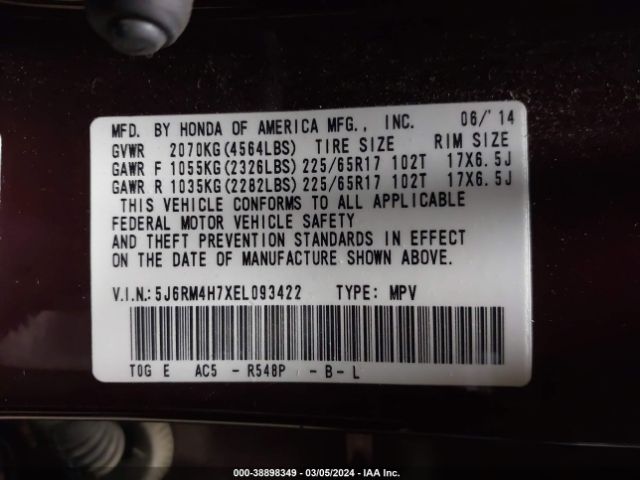 MFD. BY HONDA OF AMERICA MFG., INC. 06/'14
GVWR 2070KG(4564LBS) TIRE SIZE RIM SIZE
GAWR F 1055KG(2326LBS) 225/65R17 102T 17X6.5J
GAWR R 1035KG(2282LBS) 225/65R17 102T 17X6.5J
THIS VEHICLE CONFORMS TO ALL APPLICABLE
FEDERAL MOTOR VEHICLE SAFETY
AND THEFT PREVENTION STANDARDS IN EFFECT
ON THE DATE OF MANUFACTURE SHOWN ABOVE.
V.I.N.: 5J6RM4H7XEL093422 TYPE: MPV
T0G E AC5 - R548P - B - L
000-38898349 - 03/05/2024 - IAA Inc.